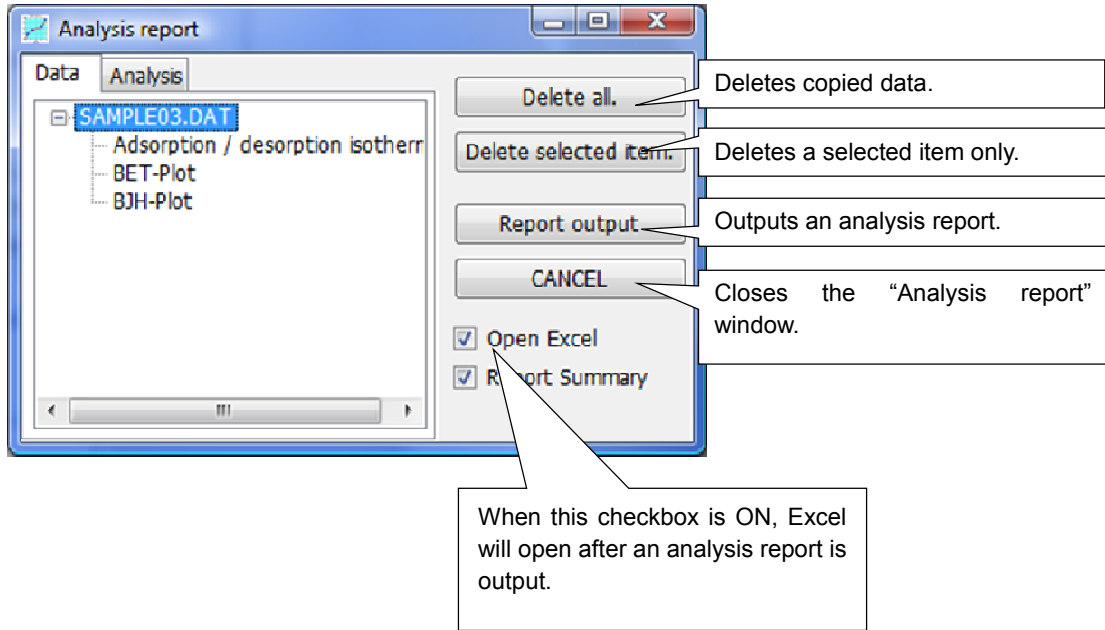 Analysis report
Data
Analysis
SAMPLE03.DAT
Adsorption / desorption isotherr
BET-Plot
BJH-Plot
Delete all.
Delete selected item.
Report output
CANCEL
Open Excel
Report Summary
Deletes copied data.
Deletes a selected item only.
Outputs an analysis report.
Closes the “Analysis report”
window.
When this checkbox is ON, Excel
will open after an analysis report is
output.